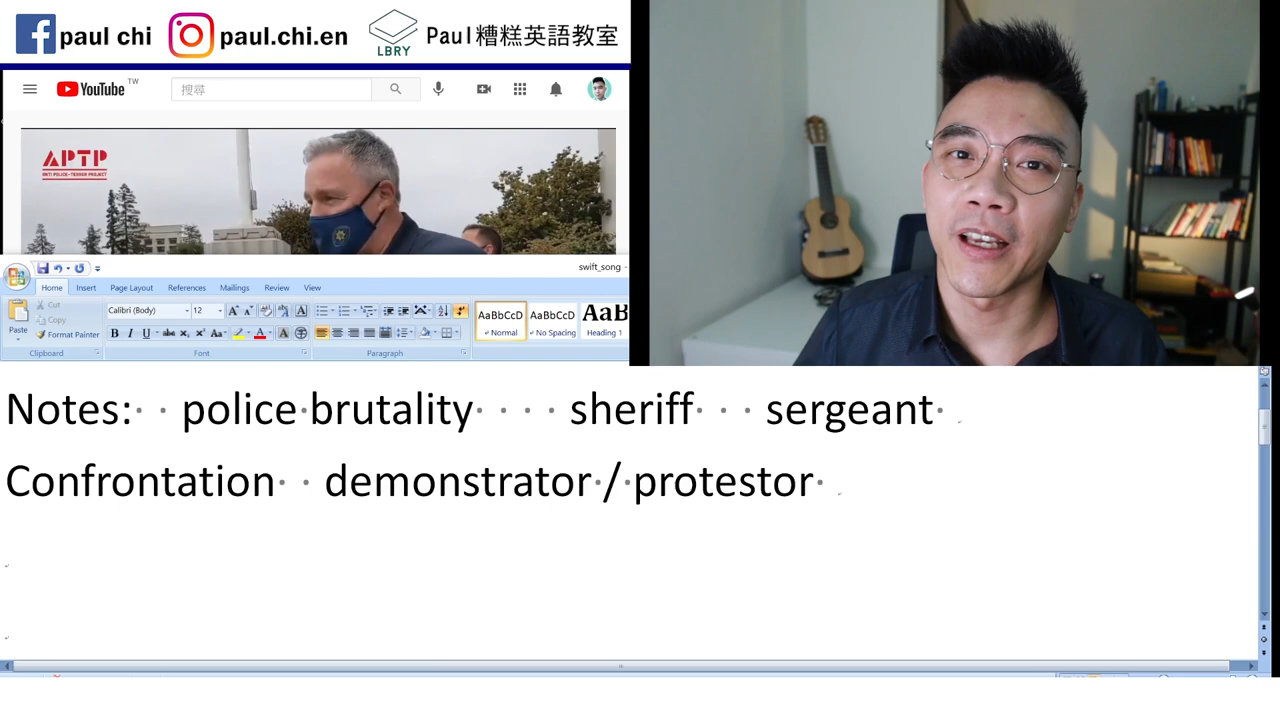 paul chi paul.chi.en LBRY Paul糟糕英語教室
YouTube TW 搜尋
APTP
ANTI POLICE-TERROR PROJECT
swift_song -
Home Insert Page Layout References Mailings Review View
Cut
Copy
Format Painter
Paste
Calibri (Body) 12
AaBbCcD AaBbCcD AaB
Normal No Spacing Heading 1
Clipboard Font Paragraph
Notes: police brutality sheriff sergeant
Confrontation demonstrator / protestor